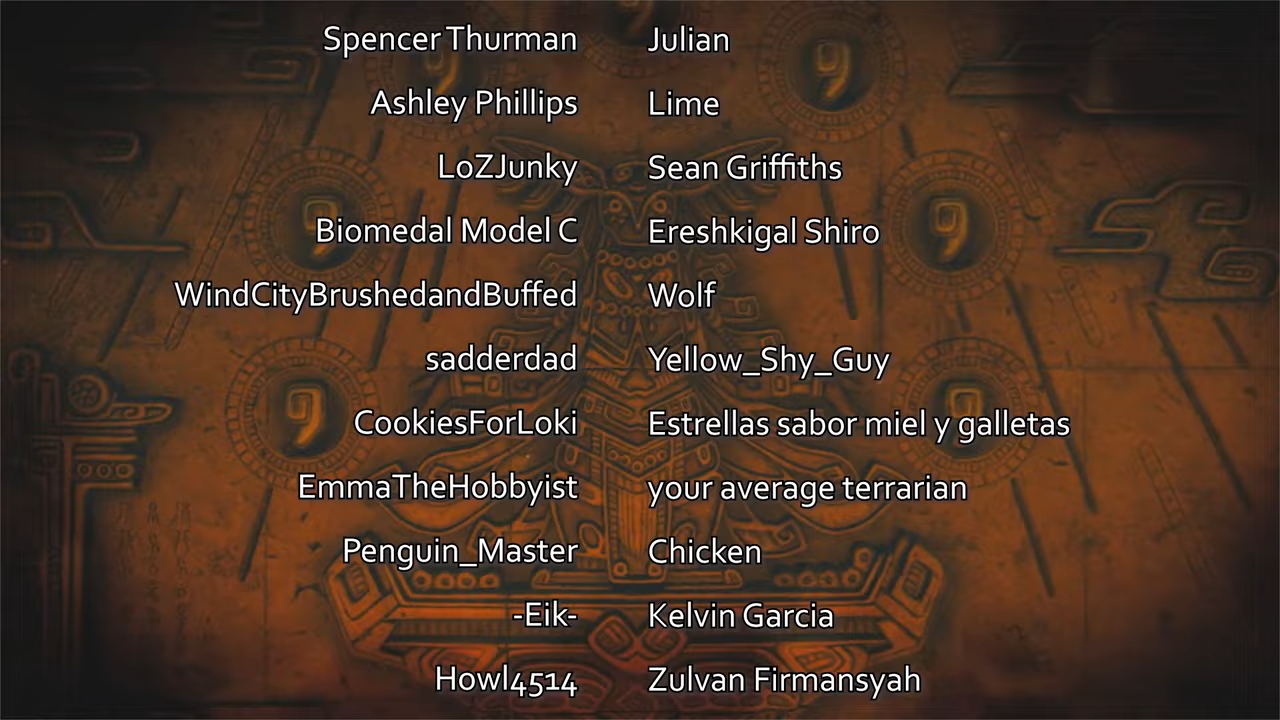 Spencer Thurman Julian
Ashley Phillips Lime
LoZJunky Sean Griffiths
Biomedal Model C Ereshkigal Shiro
WindCityBrushedandBuffed Wolf
sadderdad Yellow_Shy_Guy
CookiesForLoki Estrellas sabor miel y galletas
EmmaTheHobbyist your average terrarian
Penguin_Master Chicken
-Eik- Kelvin Garcia
Howl4514 Zulvan Firmansyah